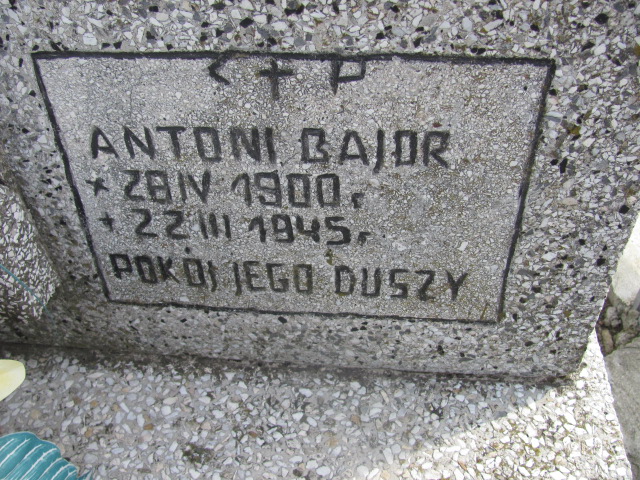 Ś + P
ANTONI BAJOR
* 28 IV 1900 r.
+ 22.III 1945 r.
POKÓJ JEGO DUSZY